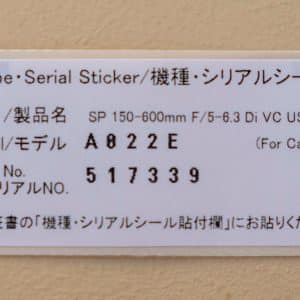 pe・Serial Sticker/機種・シリアルシー
/製品名 SP 150-600mm F/5-6.3 Di VC US
l/モデル A022E (For Ca
No.
リアルNO. 517339
証書の「機種・シリアルシール貼付欄」にお貼りくだ